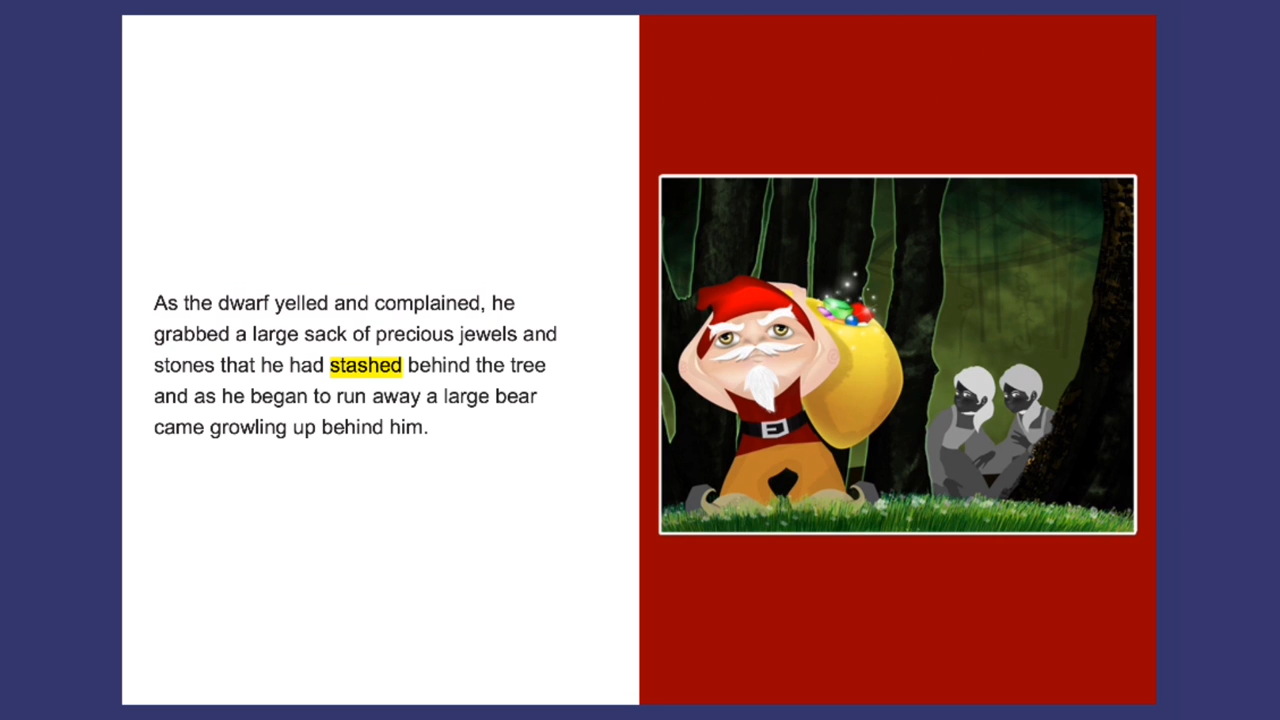 As the dwarf yelled and complained, he
grabbed a large sack of precious jewels and
stones that he had stashed behind the tree
and as he began to run away a large bear
came growling up behind him.